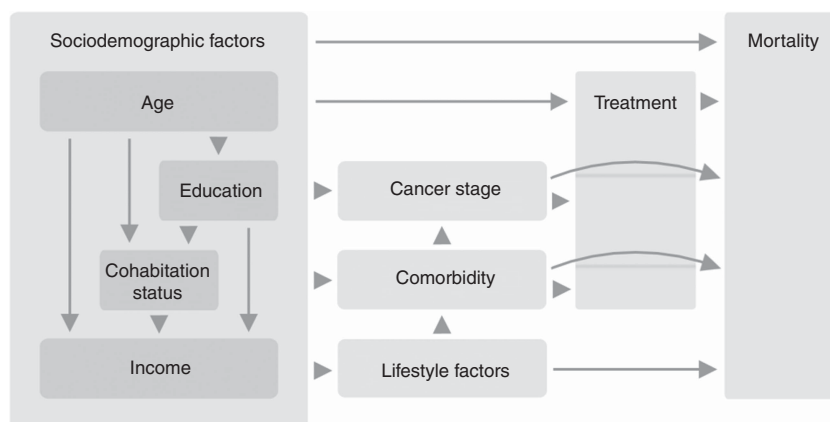 Sociodemographic factors
Mortality
Age
Treatment
Education
Cancer stage
Cohabitation
status
Comorbidity
Income
Lifestyle factors